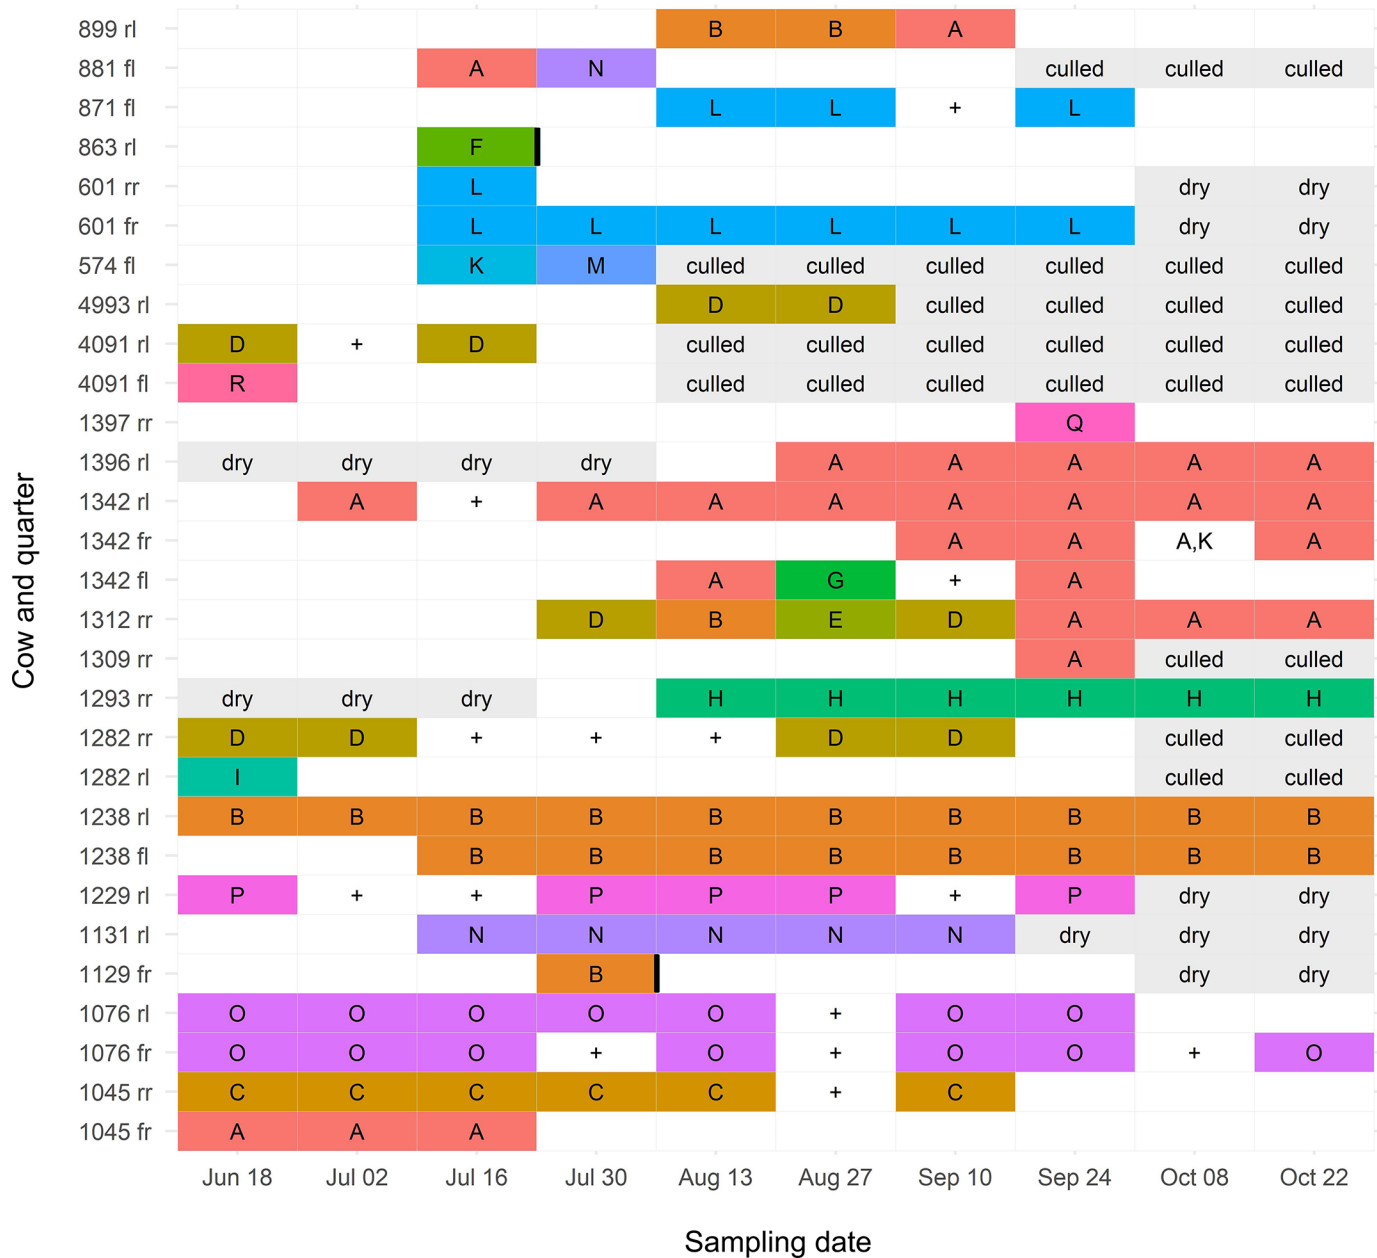 899 rl B B A
881 fl A N culled culled culled
871 fl L L + L
863 rl F
601 rr L dry dry
601 fr L L L L L L dry dry
574 fl K M culled culled culled culled culled culled
4993 rl D D culled culled culled culled
4091 rl D + D culled culled culled culled culled culled
4091 fl R culled culled culled culled culled culled
1397 rr Q
1396 rl dry dry dry dry A A A A A
1342 rl A + A A A A A A A
1342 fr A A A,K A
1342 fl A G + A
1312 rr D B E D A A A
1309 rr A culled culled
1293 rr dry dry dry H H H H H H
1282 rr D D + + + D D culled culled
1282 rl I culled culled
1238 rl B B B B B B B B B B
1238 fl B B B B B B B B
1229 rl P + + P P P + P dry dry
1131 rl N N N N N dry dry dry
1129 fr B dry dry
1076 rl O O O O O + O O
1076 fr O O O + O + O O + O
1045 rr C C C C C + C
1045 fr A A A
Jun 18 Jul 02 Jul 16 Jul 30 Aug 13 Aug 27 Sep 10 Sep 24 Oct 08 Oct 22
Sampling date
Cow and quarter